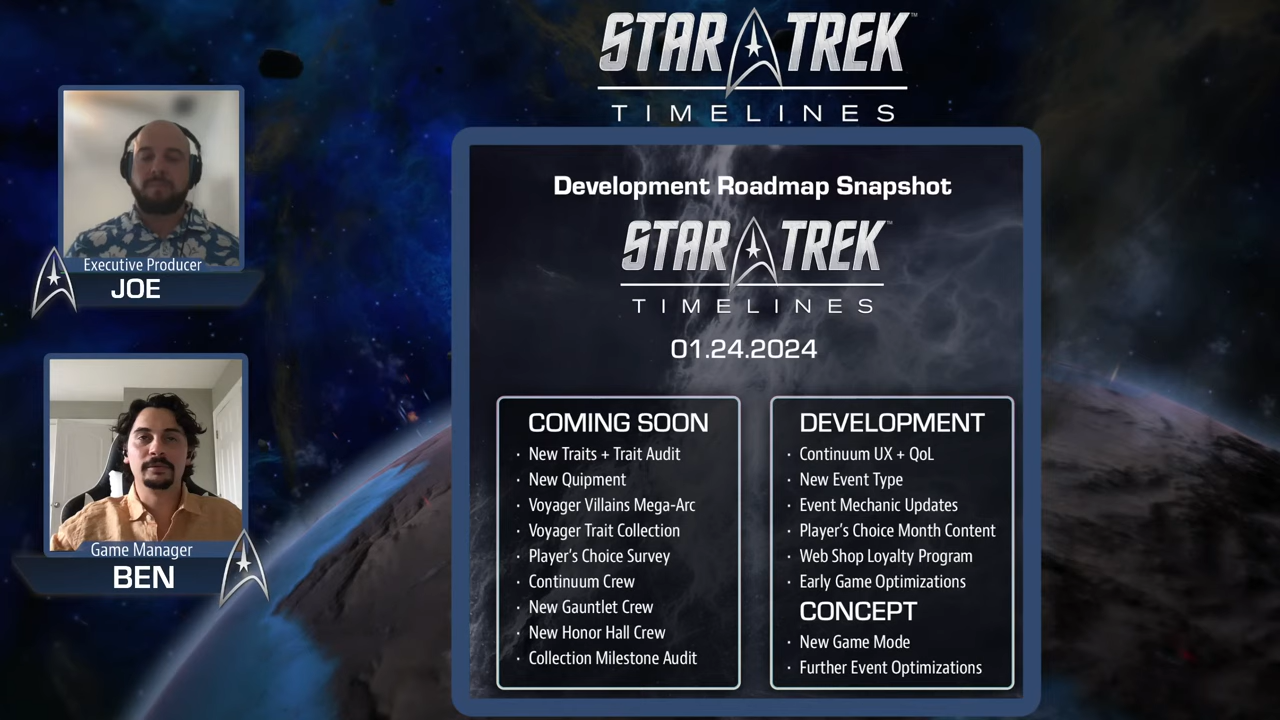 STAR TREK™
TIMELINES
Executive Producer
JOE
Game Manager
BEN
Development Roadmap Snapshot
STAR TREK™
TIMELINES
01.24.2024
COMING SOON
· New Traits + Trait Audit
· New Quipment
· Voyager Villains Mega-Arc
· Voyager Trait Collection
· Player's Choice Survey
· Continuum Crew
· New Gauntlet Crew
· New Honor Hall Crew
· Collection Milestone Audit
DEVELOPMENT
· Continuum UX + QoL
· New Event Type
· Event Mechanic Updates
· Player's Choice Month Content
· Web Shop Loyalty Program
· Early Game Optimizations
CONCEPT
· New Game Mode
· Further Event Optimizations